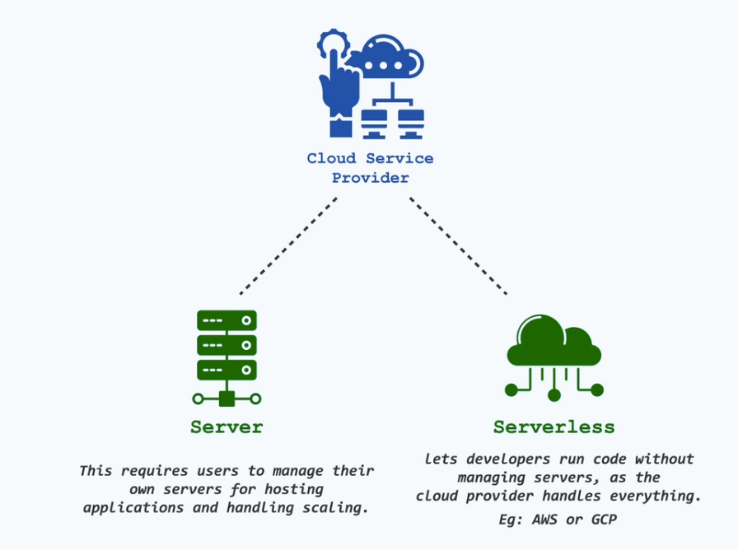 Cloud Service
Provider
Server
This requires users to manage their
own servers for hosting
applications and handling scaling.
Serverless
lets developers run code without
managing servers, as the
cloud provider handles everything.
Eg: AWS or GCP